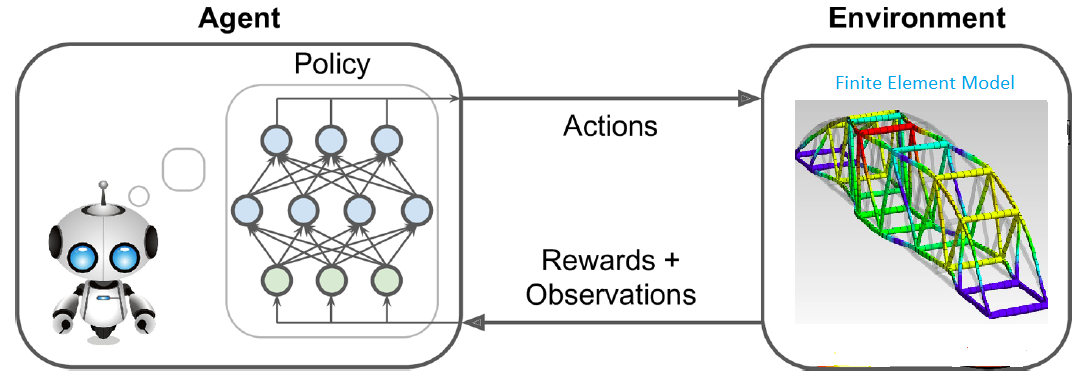 Agent
Environment
Policy
Finite Element Model
Actions
Rewards +
Observations